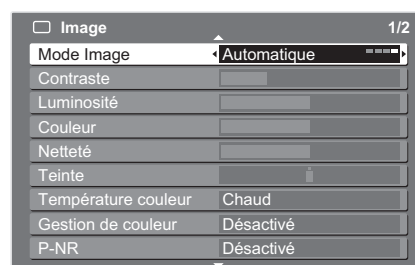 Image 1/2
Mode Image Automatique
Contraste
Luminosité
Couleur
Netteté
Teinte
Température couleur Chaud
Gestion de couleur Désactivé
P-NR Désactivé